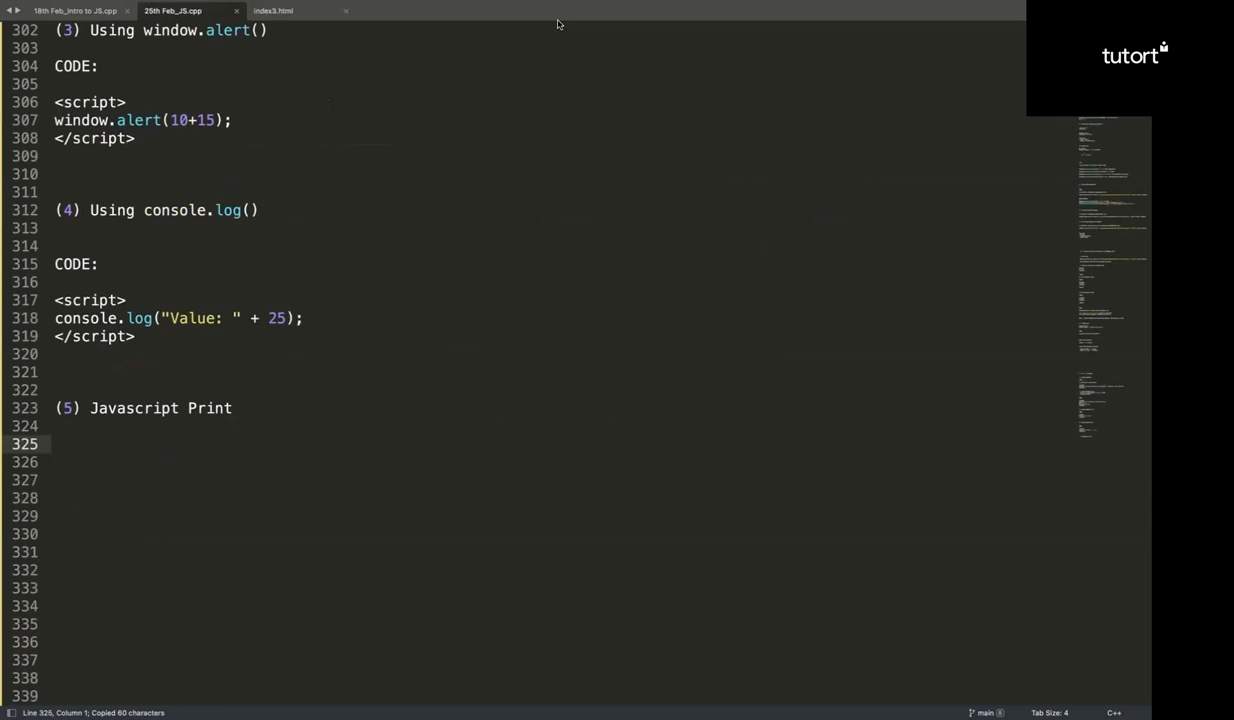 18th Feb_Intro to JS.cpp × 25th Feb_JS.cpp × index3.html ×
tutort
302 (3) Using window.alert()
303
304 CODE:
305
306 <script>
307 window.alert(10+15);
308 </script>
309
310
311
312 (4) Using console.log()
313
314
315 CODE:
316
317 <script>
318 console.log("Value: " + 25);
319 </script>
320
321
322
323 (5) Javascript Print
324
325
326
327
328
329
330
331
332
333
334
335
336
337
338
339
Line 325, Column 1; Copied 60 characters main Tab Size: 4 C++